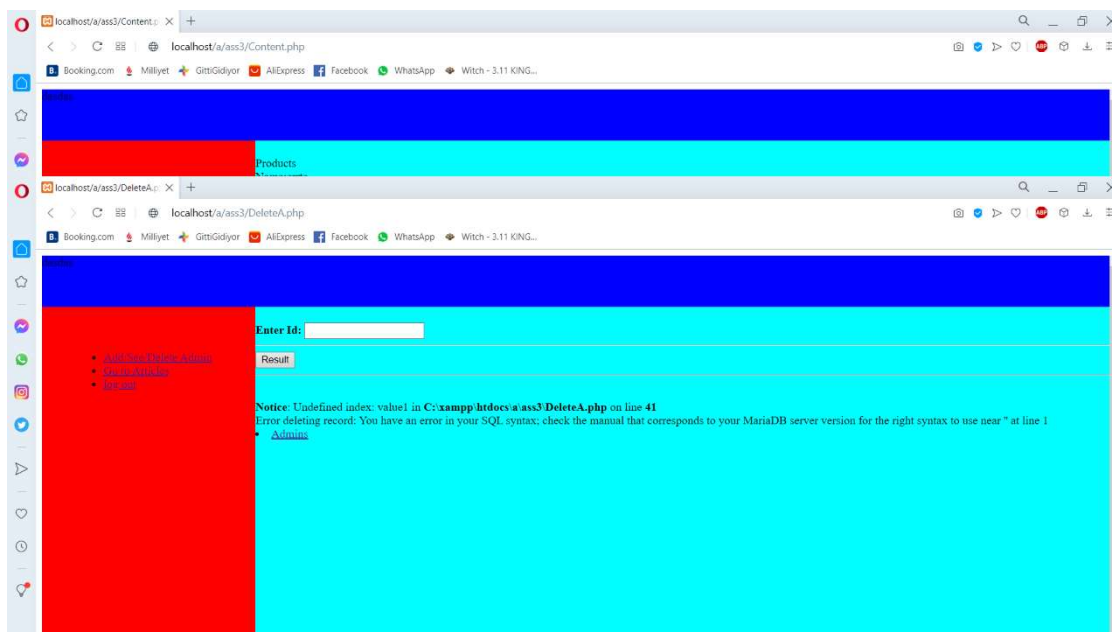 localhost/a/ass3/Content.p
localhost/a/ass3/Content.php
Booking.com Milliyet GittiGidiyor AliExpress Facebook WhatsApp Witch - 3.11 KING...
Products
localhost/a/ass3/DeleteA.p
localhost/a/ass3/DeleteA.php
Booking.com Milliyet GittiGidiyor AliExpress Facebook WhatsApp Witch - 3.11 KING...
Enter Id:
Add See Delete Admin
Result
Go to Articles
log out
Notice: Undefined index: value1 in C:\xampp\htdocs\a\ass3\DeleteA.php on line 41
Error deleting record: You have an error in your SQL syntax; check the manual that corresponds to your MariaDB server version for the right syntax to use near '' at line 1
Admins